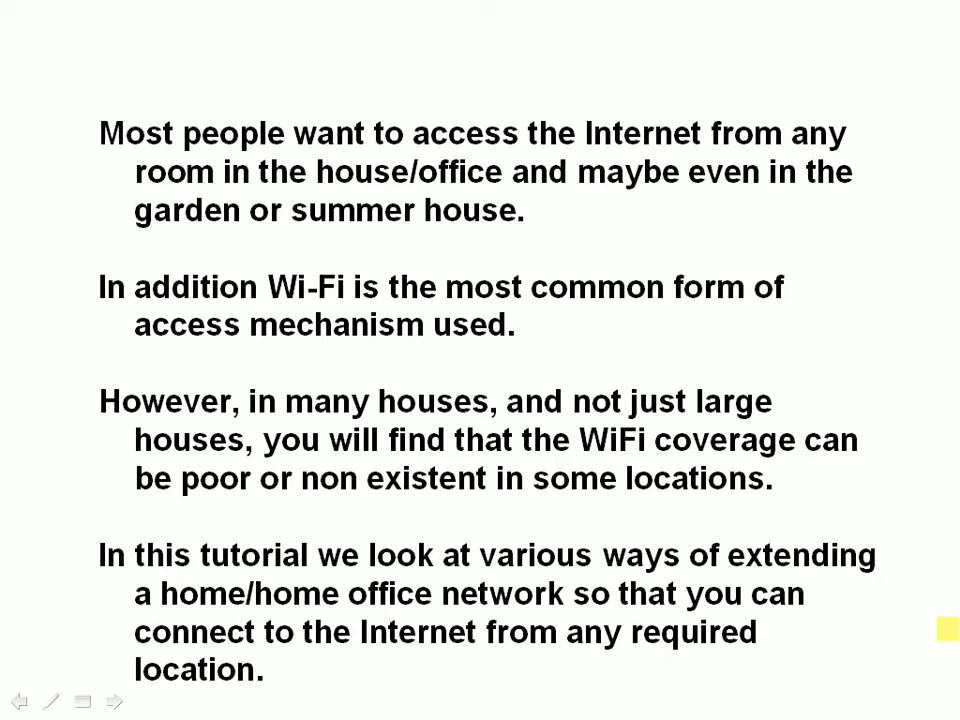 Most people want to access the Internet from any
room in the house/office and maybe even in the
garden or summer house.
In addition Wi-Fi is the most common form of
access mechanism used.
However, in many houses, and not just large
houses, you will find that the WiFi coverage can
be poor or non existent in some locations.
In this tutorial we look at various ways of extending
a home/home office network so that you can
connect to the Internet from any required
location.